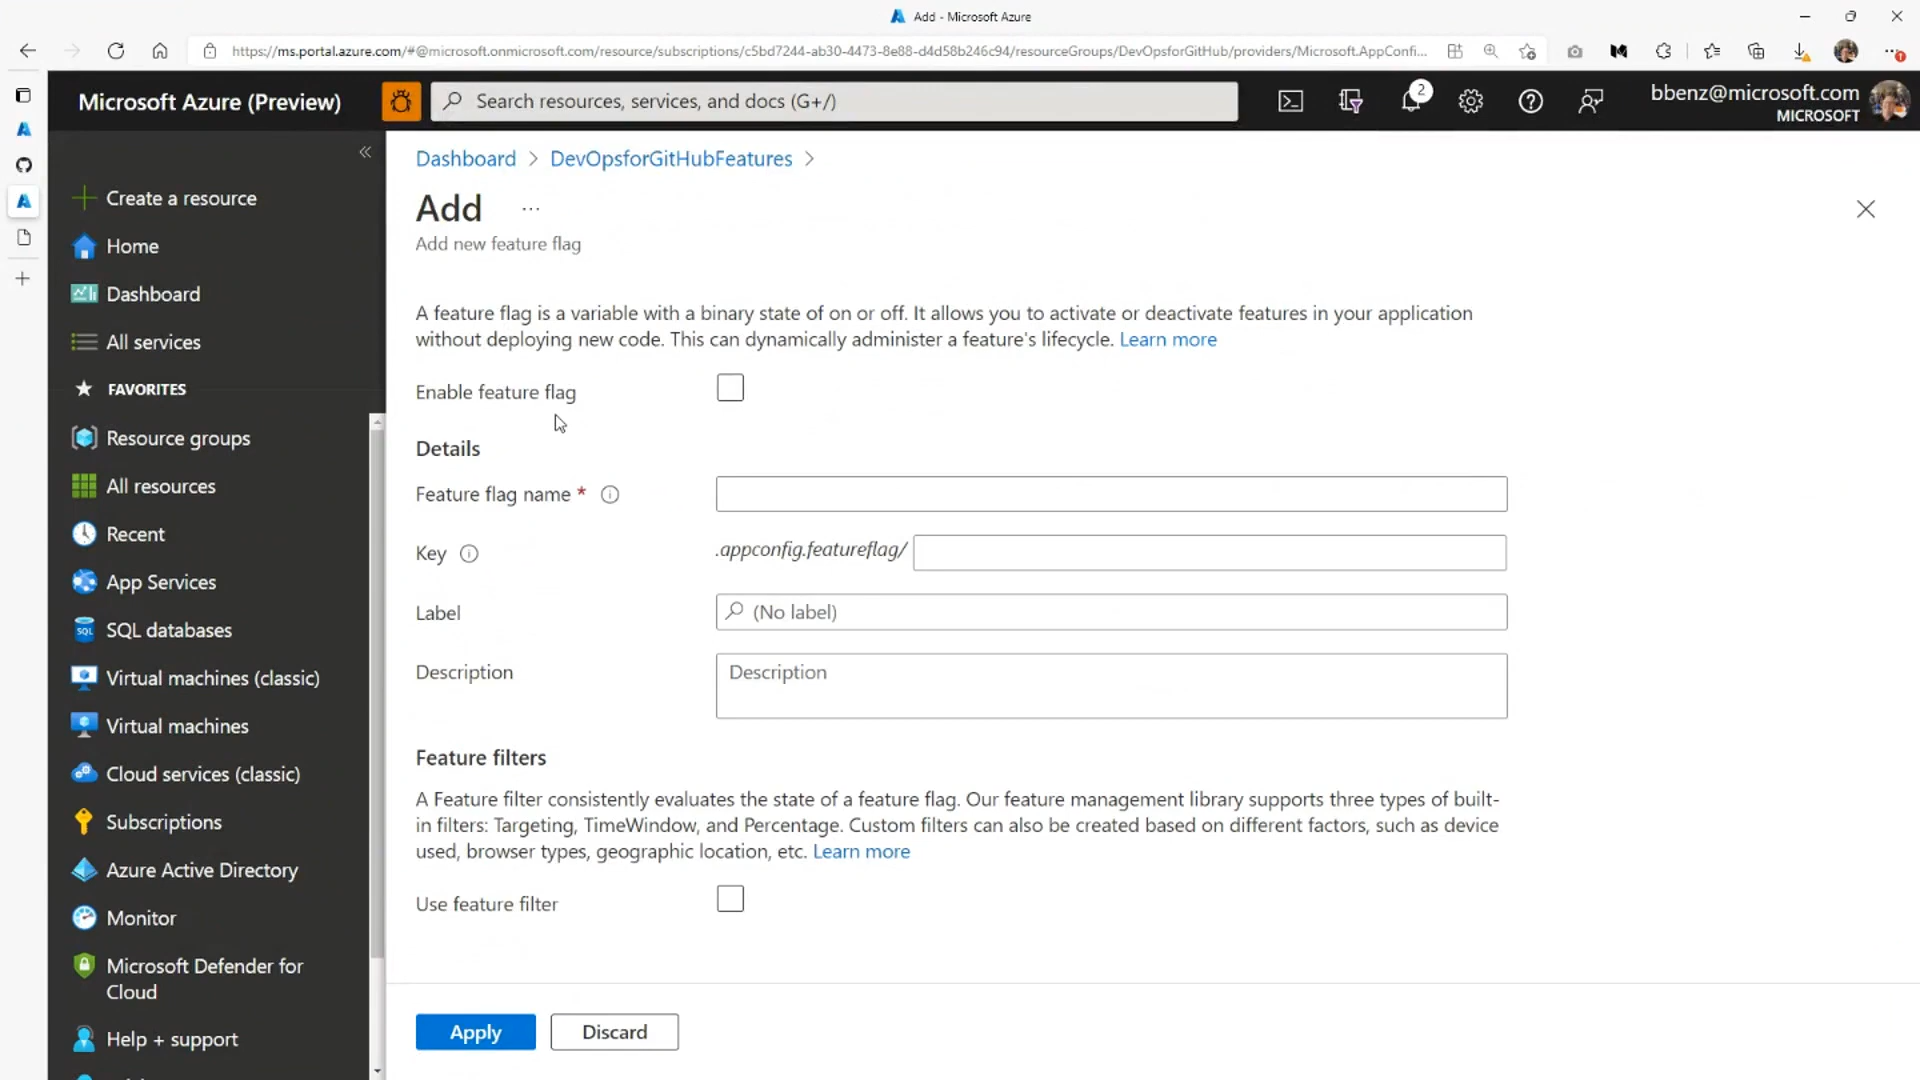 Add - Microsoft Azure
https://ms.portal.azure.com/#@microsoft.onmicrosoft.com/resource/subscriptions/c5bd7244-ab30-4473-8e88-d4d58b246c94/resourceGroups/DevOpsforGitHub/providers/Microsoft.AppConfi...
Microsoft Azure (Preview)
Search resources, services, and docs (G+/)
2
bbenz@microsoft.com
MICROSOFT
Create a resource
Home
Dashboard
All services
FAVORITES
Resource groups
All resources
Recent
App Services
SQL
SQL databases
Virtual machines (classic)
Virtual machines
Cloud services (classic)
Subscriptions
Azure Active Directory
Monitor
Microsoft Defender for
Cloud
Help + support
Dashboard > DevOpsforGitHubFeatures >
Add ...
Add new feature flag
A feature flag is a variable with a binary state of on or off. It allows you to activate or deactivate features in your application
without deploying new code. This can dynamically administer a feature's lifecycle. Learn more
Enable feature flag
Details
Feature flag name *
Key
.appconfig.featureflag/
Label
(No label)
Description
Description
Feature filters
A Feature filter consistently evaluates the state of a feature flag. Our feature management library supports three types of built-
in filters: Targeting, TimeWindow, and Percentage. Custom filters can also be created based on different factors, such as device
used, browser types, geographic location, etc. Learn more
Use feature filter
Apply
Discard